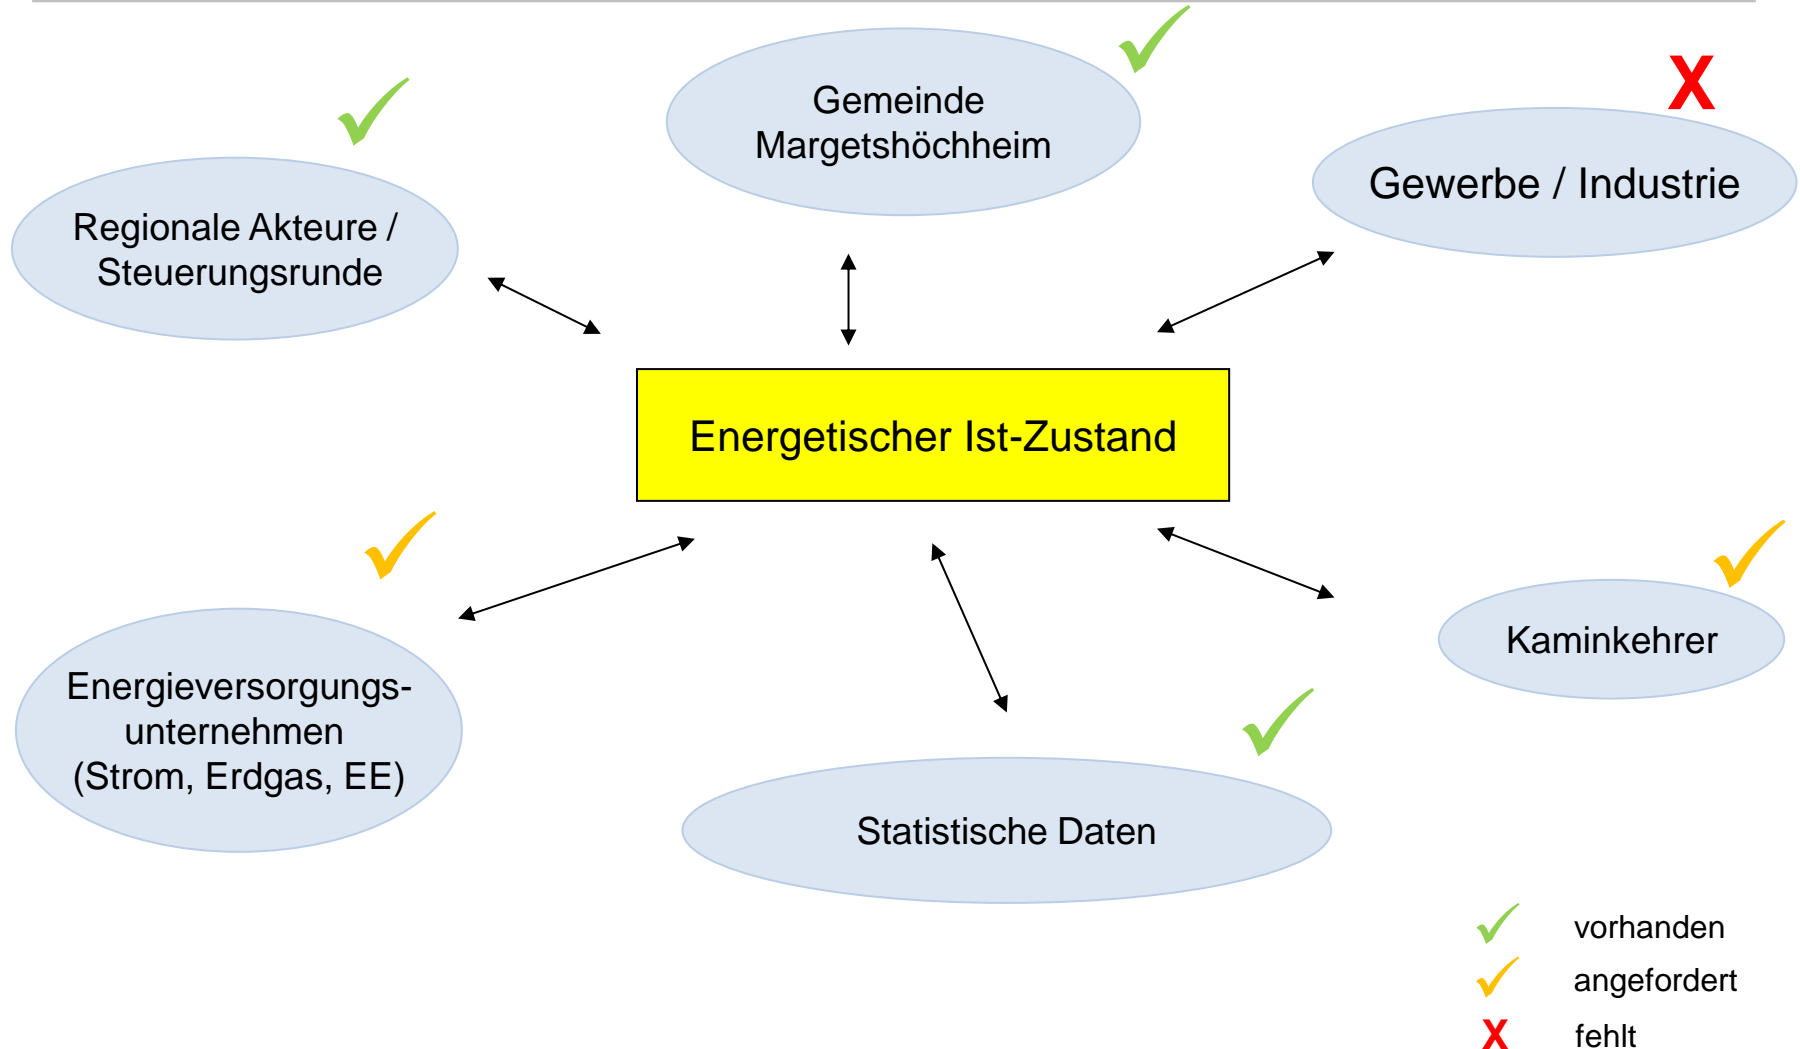 Gemeinde
Margetshöchheim
Gewerbe / Industrie
Regionale Akteure /
Steuerungsrunde
Energetischer Ist-Zustand
Energieversorgungs-
unternehmen
(Strom, Erdgas, EE)
Kaminkehrer
Statistische Daten
vorhanden
angefordert
X fehlt